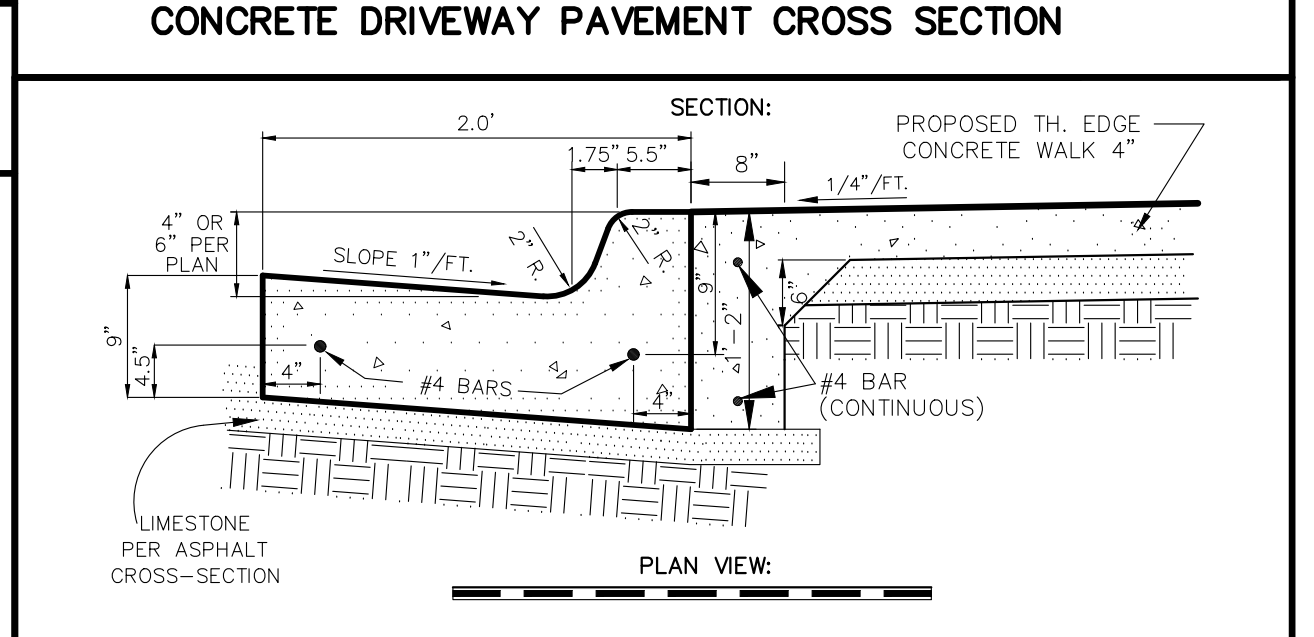 CONCRETE DRIVEWAY PAVEMENT CROSS SECTION
SECTION:
2.0'
1.75" 5.5"
8"
PROPOSED TH. EDGE
CONCRETE WALK 4"
1/4"/FT.
4" OR
6" PER
PLAN
SLOPE 1"/FT.
2" R.
2" R.
9"
4.5"
4"
#4 BARS
4"
9"
1'-2"
6"
#4 BAR
(CONTINUOUS)
LIMESTONE
PER ASPHALT
CROSS-SECTION
PLAN VIEW: